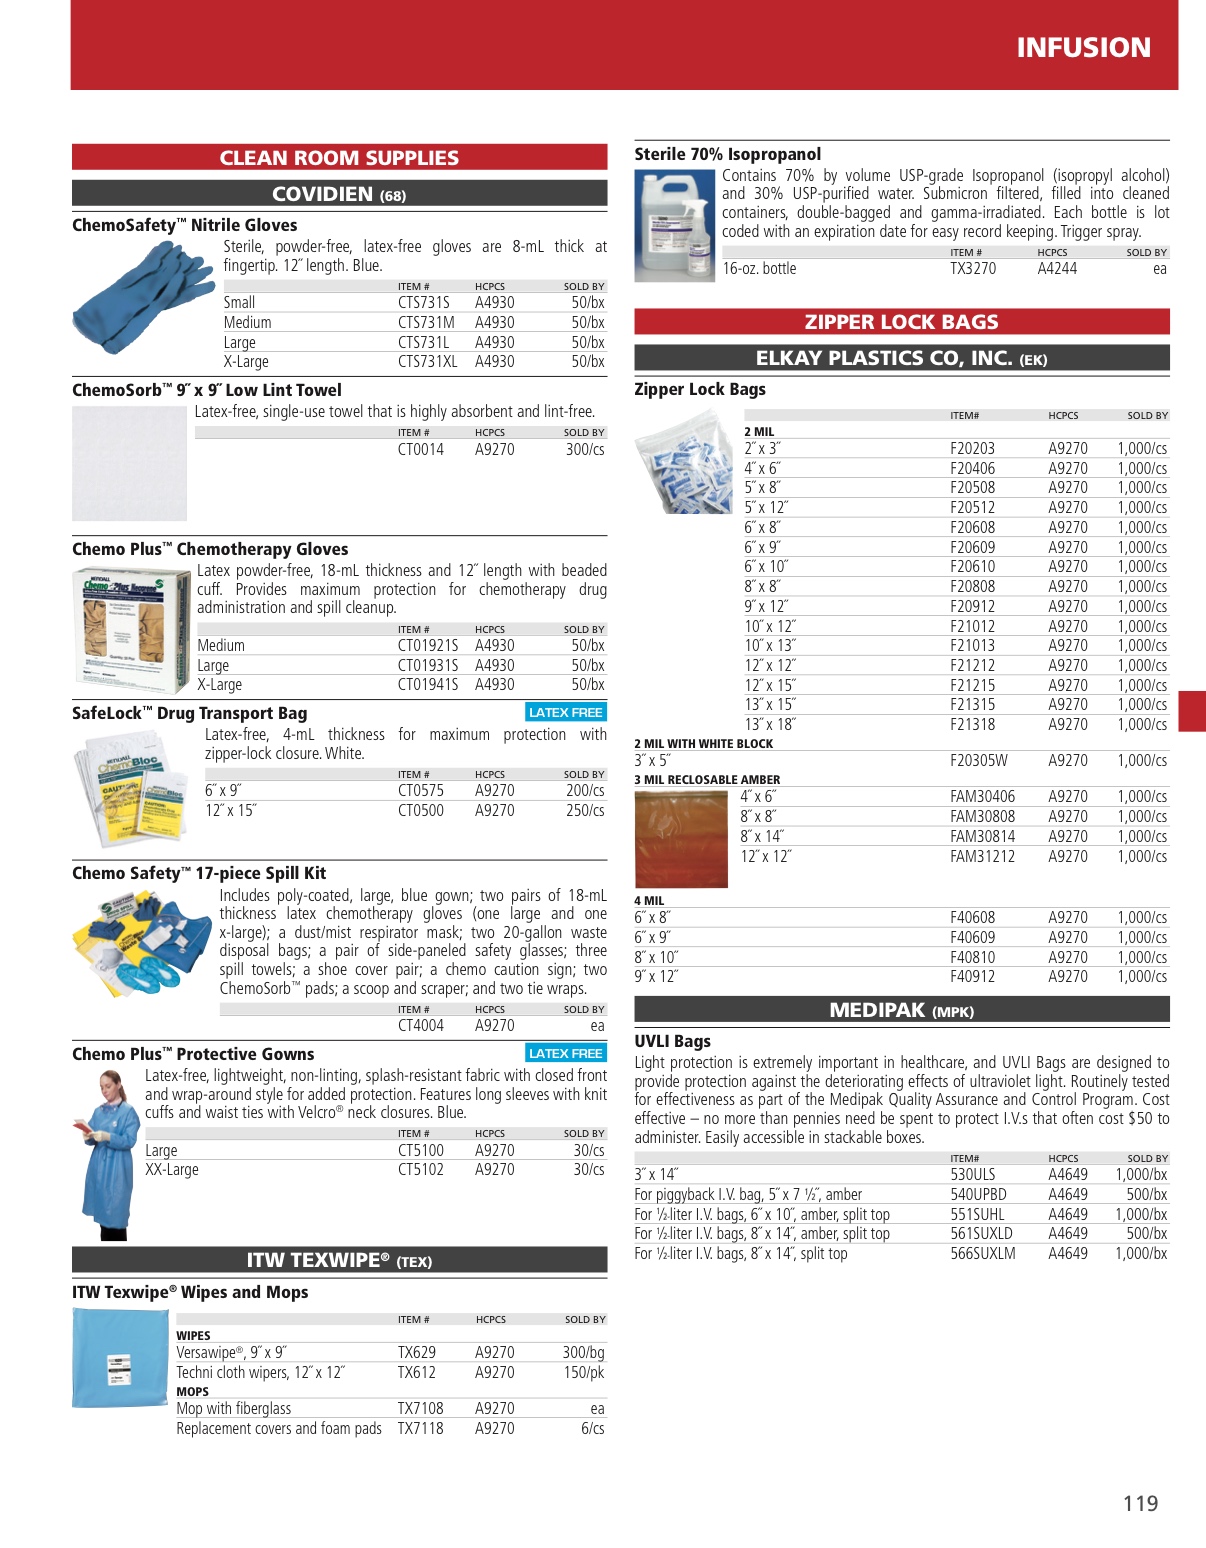 INFUSION
CLEAN ROOM SUPPLIES
COVIDIEN (68)
ChemoSafety™ Nitrile Gloves
Sterile, powder-free, latex-free gloves are 8-mL thick at
fingertip. 12˝ length. Blue.
ITEM # HCPCS SOLD BY
Small CTS731S A4930 50/bx
Medium CTS731M A4930 50/bx
Large CTS731L A4930 50/bx
X-Large CTS731XL A4930 50/bx
ChemoSorb™ 9˝ x 9˝ Low Lint Towel
Latex-free, single-use towel that is highly absorbent and lint-free.
ITEM # HCPCS SOLD BY
CT0014 A9270 300/cs
Chemo Plus™ Chemotherapy Gloves
Latex powder-free, 18-mL thickness and 12˝ length with beaded
cuff. Provides maximum protection for chemotherapy drug
administration and spill cleanup.
ITEM # HCPCS SOLD BY
Medium CT01921S A4930 50/bx
Large CT01931S A4930 50/bx
X-Large CT01941S A4930 50/bx
SafeLock™ Drug Transport Bag LATEX FREE
Latex-free, 4-mL thickness for maximum protection with
zipper-lock closure. White.
ITEM # HCPCS SOLD BY
6˝ x 9˝ CT0575 A9270 200/cs
12˝ x 15˝ CT0500 A9270 250/cs
Chemo Safety™ 17-piece Spill Kit
Includes poly-coated, large, blue gown; two pairs of 18-mL
thickness latex chemotherapy gloves (one large and one
x-large); a dust/mist respirator mask; two 20-gallon waste
disposal bags; a pair of side-paneled safety glasses; three
spill towels; a shoe cover pair; a chemo caution sign; two
ChemoSorb™ pads; a scoop and scraper; and two tie wraps.
ITEM # HCPCS SOLD BY
CT4004 A9270 ea
Chemo Plus™ Protective Gowns LATEX FREE
Latex-free, lightweight, non-linting, splash-resistant fabric with closed front
and wrap-around style for added protection. Features long sleeves with knit
cuffs and waist ties with Velcro® neck closures. Blue.
ITEM # HCPCS SOLD BY
Large CT5100 A9270 30/cs
XX-Large CT5102 A9270 30/cs
ITW TEXWIPE® (TEX)
ITW Texwipe® Wipes and Mops
ITEM # HCPCS SOLD BY
WIPES
Versawipe®, 9˝ x 9˝ TX629 A9270 300/bg
Techni cloth wipers, 12˝ x 12˝ TX612 A9270 150/pk
MOPS
Mop with fiberglass TX7108 A9270 ea
Replacement covers and foam pads TX7118 A9270 6/cs
Sterile 70% Isopropanol
Contains 70% by volume USP-grade Isopropanol (isopropyl alcohol)
and 30% USP-purified water. Submicron filtered, filled into cleaned
containers, double-bagged and gamma-irradiated. Each bottle is lot
coded with an expiration date for easy record keeping. Trigger spray.
ITEM # HCPCS SOLD BY
16-oz. bottle TX3270 A4244 ea
ZIPPER LOCK BAGS
ELKAY PLASTICS CO, INC. (EK)
Zipper Lock Bags
ITEM# HCPCS SOLD BY
2 MIL
2˝ x 3˝ F20203 A9270 1,000/cs
4˝ x 6˝ F20406 A9270 1,000/cs
5˝ x 8˝ F20508 A9270 1,000/cs
5˝ x 12˝ F20512 A9270 1,000/cs
6˝ x 8˝ F20608 A9270 1,000/cs
6˝ x 9˝ F20609 A9270 1,000/cs
6˝ x 10˝ F20610 A9270 1,000/cs
8˝ x 8˝ F20808 A9270 1,000/cs
9˝ x 12˝ F20912 A9270 1,000/cs
10˝ x 12˝ F21012 A9270 1,000/cs
10˝ x 13˝ F21013 A9270 1,000/cs
12˝ x 12˝ F21212 A9270 1,000/cs
12˝ x 15˝ F21215 A9270 1,000/cs
13˝ x 15˝ F21315 A9270 1,000/cs
13˝ x 18˝ F21318 A9270 1,000/cs
2 MIL WITH WHITE BLOCK
3˝ x 5˝ F20305W A9270 1,000/cs
3 MIL RECLOSABLE AMBER
4˝ x 6˝ FAM30406 A9270 1,000/cs
8˝ x 8˝ FAM30808 A9270 1,000/cs
8˝ x 14˝ FAM30814 A9270 1,000/cs
12˝ x 12˝ FAM31212 A9270 1,000/cs
4 MIL
6˝ x 8˝ F40608 A9270 1,000/cs
6˝ x 9˝ F40609 A9270 1,000/cs
8˝ x 10˝ F40810 A9270 1,000/cs
9˝ x 12˝ F40912 A9270 1,000/cs
MEDIPAK (MPK)
UVLI Bags
Light protection is extremely important in healthcare, and UVLI Bags are designed to
provide protection against the deteriorating effects of ultraviolet light. Routinely tested
for effectiveness as part of the Medipak Quality Assurance and Control Program. Cost
effective – no more than pennies need be spent to protect I.V.s that often cost $50 to
administer. Easily accessible in stackable boxes.
ITEM# HCPCS SOLD BY
3˝ x 14˝ 530ULS A4649 1,000/bx
For piggyback I.V. bag, 5˝ x 7 ½˝, amber 540UPBD A4649 500/bx
For ½-liter I.V. bags, 6˝ x 10˝, amber, split top 551SUHL A4649 1,000/bx
For ½-liter I.V. bags, 8˝ x 14˝, amber, split top 561SUXLD A4649 500/bx
For ½-liter I.V. bags, 8˝ x 14˝, split top 566SUXLM A4649 1,000/bx
119